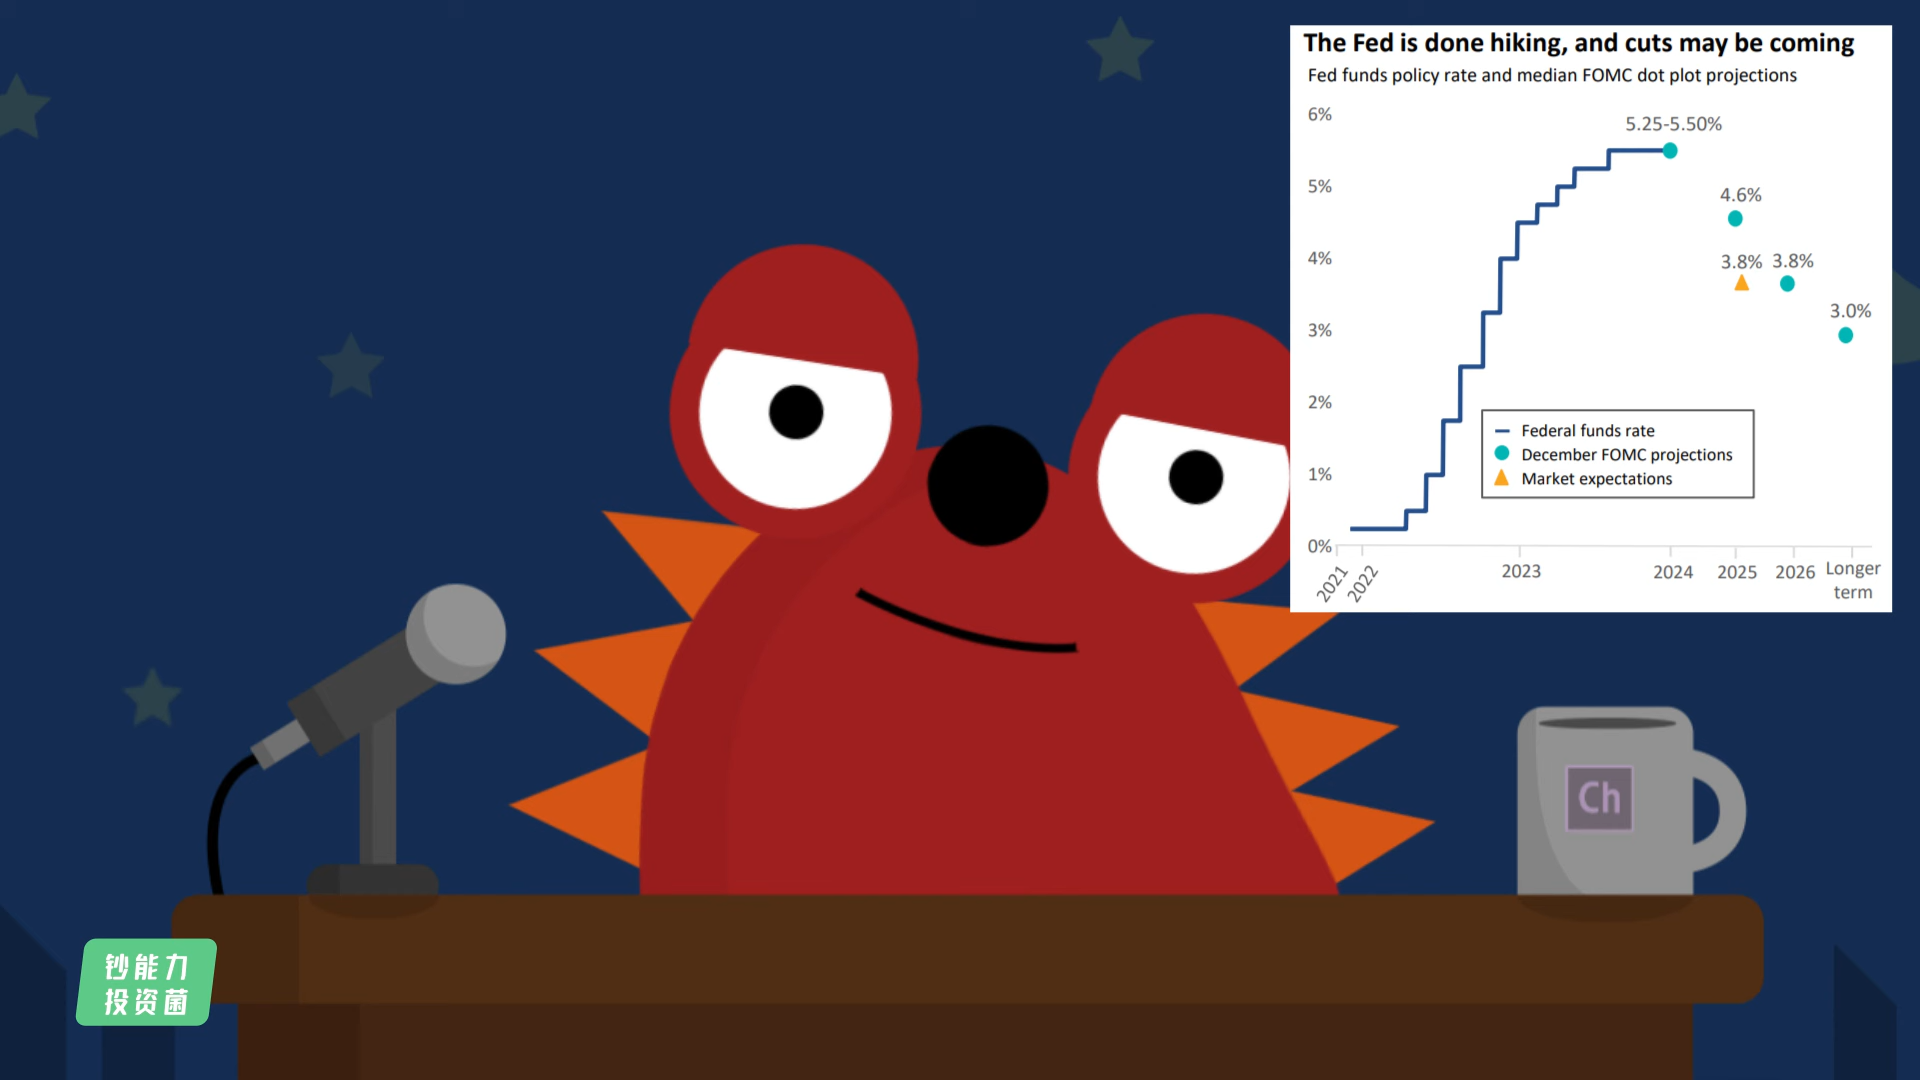 The Fed is done hiking, and cuts may be coming
Fed funds policy rate and median FOMC dot plot projections
6%
5.25-5.50%
5%
4.6%
4%
3.8% 3.8%
3%
3.0%
2%
Federal funds rate
December FOMC projections
1%
Market expectations
0%
2021 2022 2023 2024 2025 2026 Longer
term
Ch
钞能力
投资菌